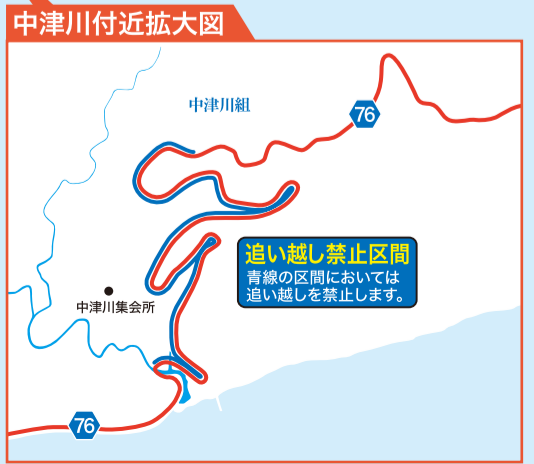 中津川付近拡大図
中津川組
76
追い越し禁止区間
青線の区間においては
追い越しを禁止します。
中津川集会所
76